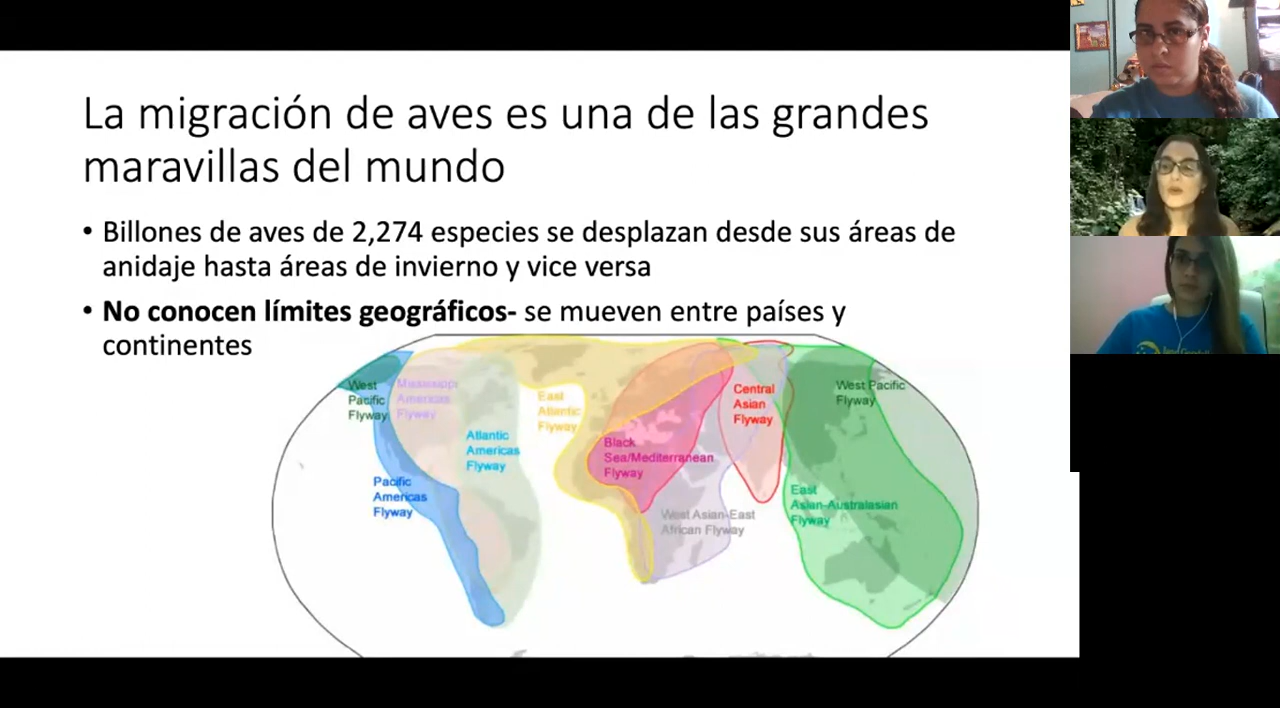 La migración de aves es una de las grandes
maravillas del mundo
• Billones de aves de 2,274 especies se desplazan desde sus áreas de
anidaje hasta áreas de invierno y vice versa
• No conocen límites geográficos- se mueven entre países y
continentes
West
Pacific
Flyway
Mississippi
Americas
Flyway
Atlantic
Americas
Flyway
Pacific
Americas
Flyway
East
Atlantic
Flyway
Black
Sea/Mediterranean
Flyway
West Asian-East
African Flyway
Central
Asian
Flyway
West Pacific
Flyway
East
Asian-Australasian
Flyway